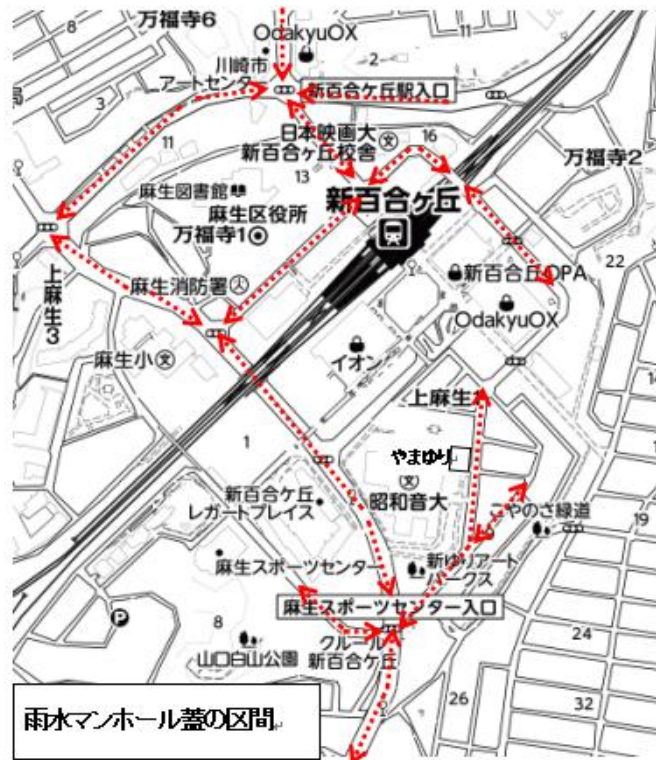 8
万福寺6
OdakyuOX
11
川崎市
アートセンター
2
3
新百合ケ丘駅入口
11
日本映画大
新百合ケ丘校舎
16
万福寺2
13
麻生図書館
新百合ケ丘
麻生区役所
万福寺1
22
上麻生3
麻生消防署
新百合丘OPA
OdakyuOX
麻生小
イオン
上麻生1
1
やまゆり
昭和音大
新百合ケ丘
レガートプレイス
こやのさ緑道
19
麻生スポーツセンター
新ゆりアート
パークス
麻生スポーツセンター入口
P
8
クルール
新百合ケ丘
山口白山公園
24
26
32
雨水マンホール蓋の区間